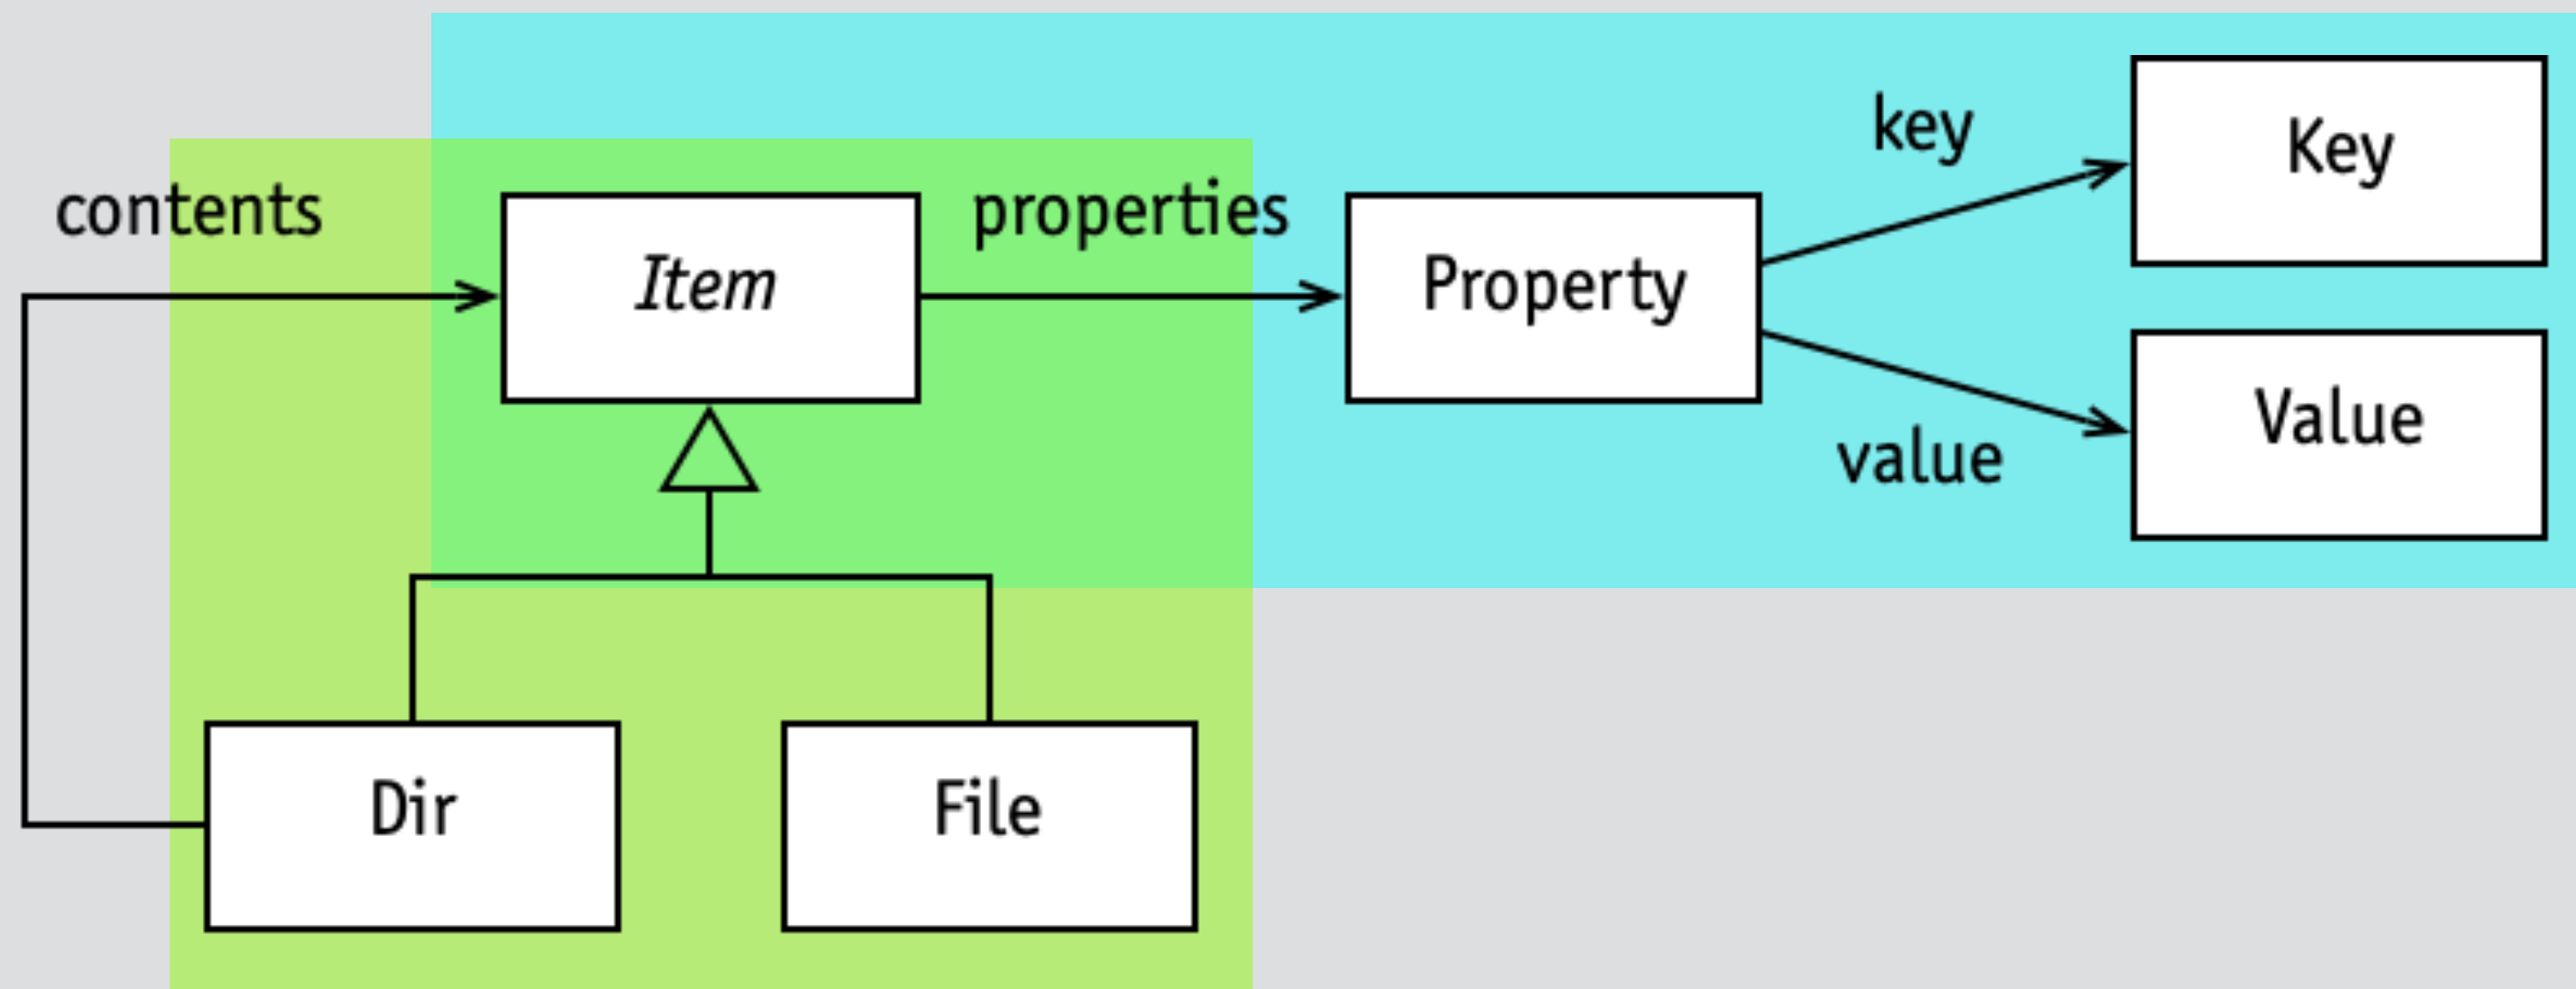 key
Key
contents
properties
Item
Property
Value
value
Dir
File